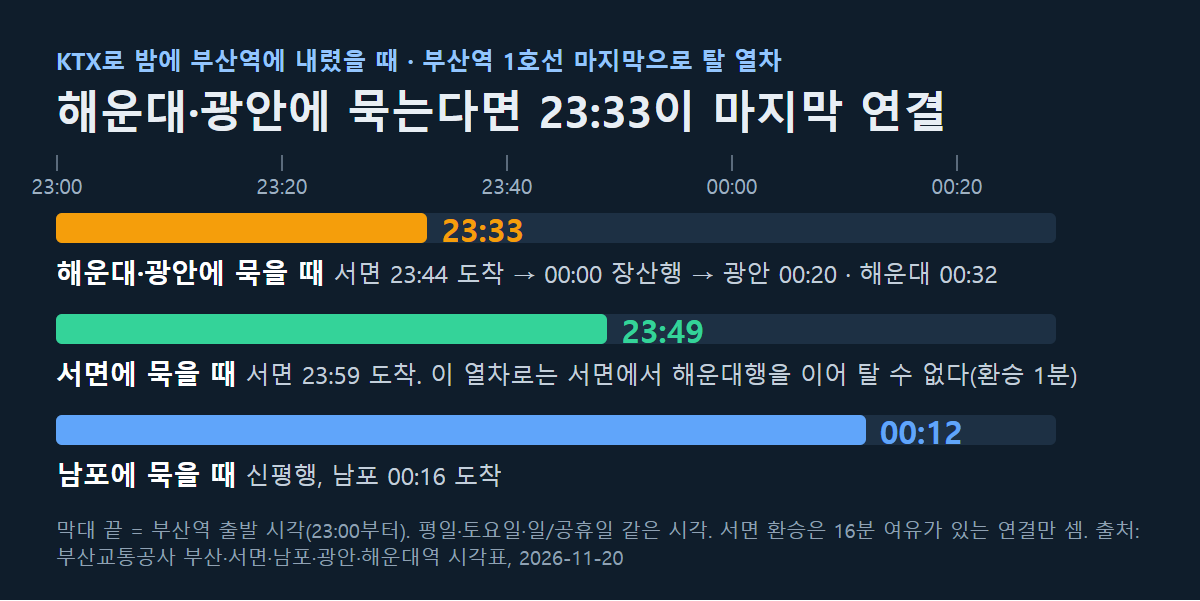 KTX로 밤에 부산역에 내렸을 때 · 부산역 1호선 마지막으로 탈 열차
해운대·광안에 묵는다면 23:33이 마지막 연결
23:00 23:20 23:40 00:00 00:20
23:33
해운대·광안에 묵을 때 서면 23:44 도착 → 00:00 장산행 → 광안 00:20 · 해운대 00:32
23:49
서면에 묵을 때 서면 23:59 도착. 이 열차로는 서면에서 해운대행을 이어 탈 수 없다(환승 1분)
00:12
남포에 묵을 때 신평행, 남포 00:16 도착
막대 끝 = 부산역 출발 시각(23:00부터). 평일·토요일·일/공휴일 같은 시각. 서면 환승은 16분 여유가 있는 연결만 셈. 출처:
부산교통공사 부산·서면·남포·광안·해운대역 시각표, 2026-11-20